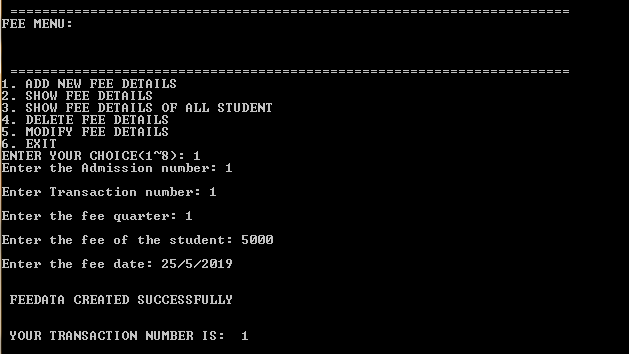 ======================================================================
FEE MENU:
======================================================================
1. ADD NEW FEE DETAILS
2. SHOW FEE DETAILS
3. SHOW FEE DETAILS OF ALL STUDENT
4. DELETE FEE DETAILS
5. MODIFY FEE DETAILS
6. EXIT
ENTER YOUR CHOICE(1~8): 1
Enter the Admission number: 1
Enter Transaction number: 1
Enter the fee quarter: 1
Enter the fee of the student: 5000
Enter the fee date: 25/5/2019
FEEDATA CREATED SUCCESSFULLY
YOUR TRANSACTION NUMBER IS:  1